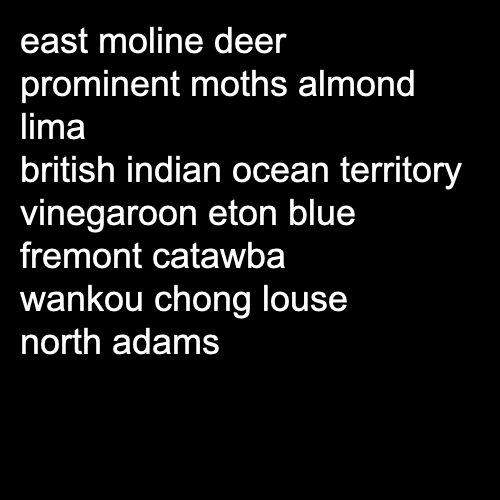 east moline deer
prominent moths almond
lima
british indian ocean territory
vinegaroon eton blue
fremont catawba
wankou chong louse
north adams